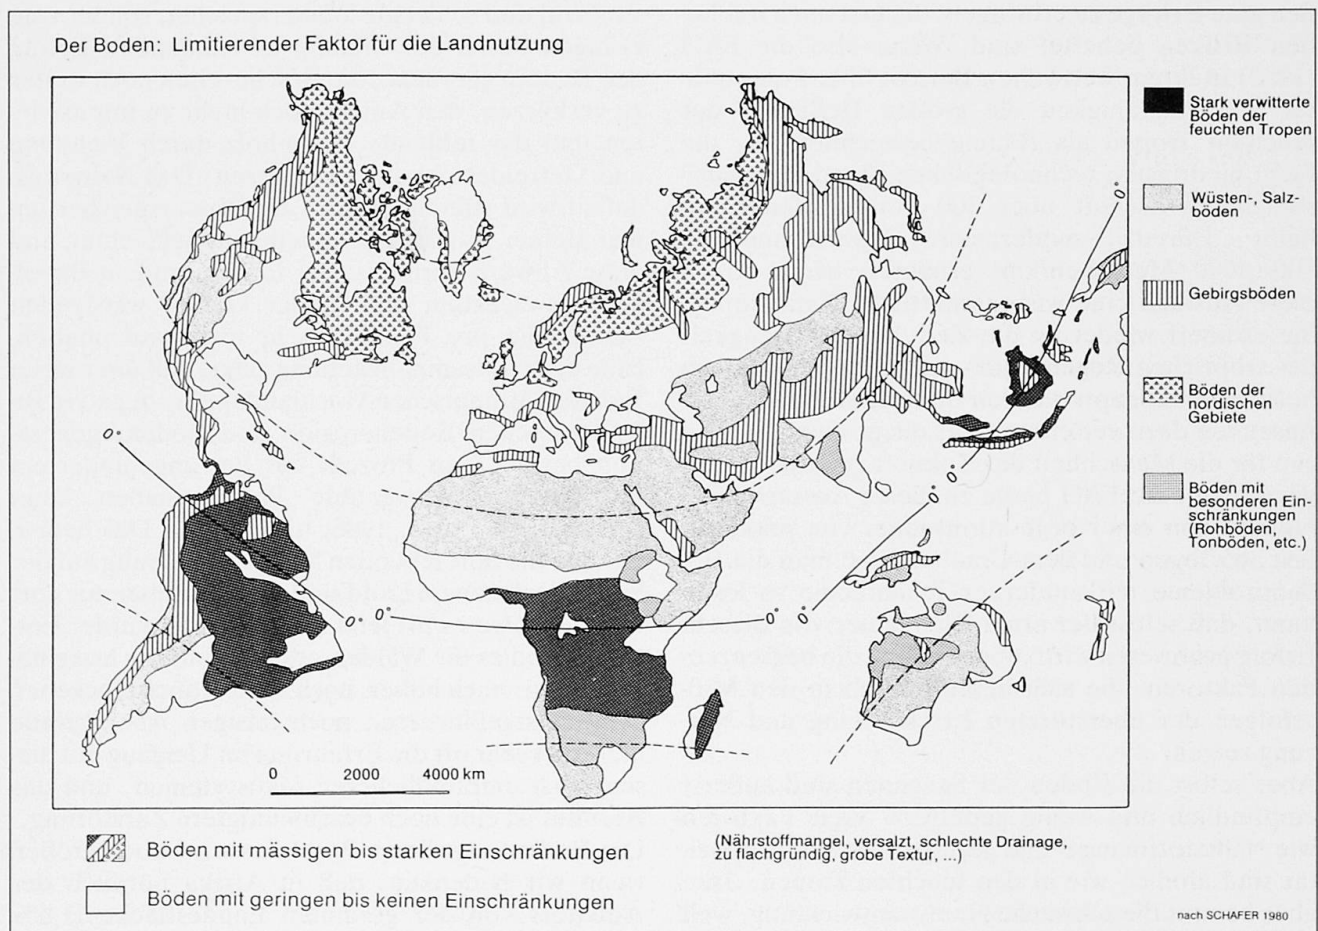 Der Boden: Limitierender Faktor für die Landnutzung
Stark verwitterte
Böden der
feuchten Tropen
Wüsten-, Salz-
böden
Gebirgsböden
Böden der
nordischen
Gebiete
Böden mit
besonderen Ein-
schränkungen
(Rohböden,
Tonböden, etc.)
0°
0°
0 2000 4000 km
Böden mit mässigen bis starken Einschränkungen
(Nährstoffmangel, versalzt, schlechte Drainage,
zu flachgründig, grobe Textur, ...)
Böden mit geringen bis keinen Einschränkungen
nach SCHAFER 1980